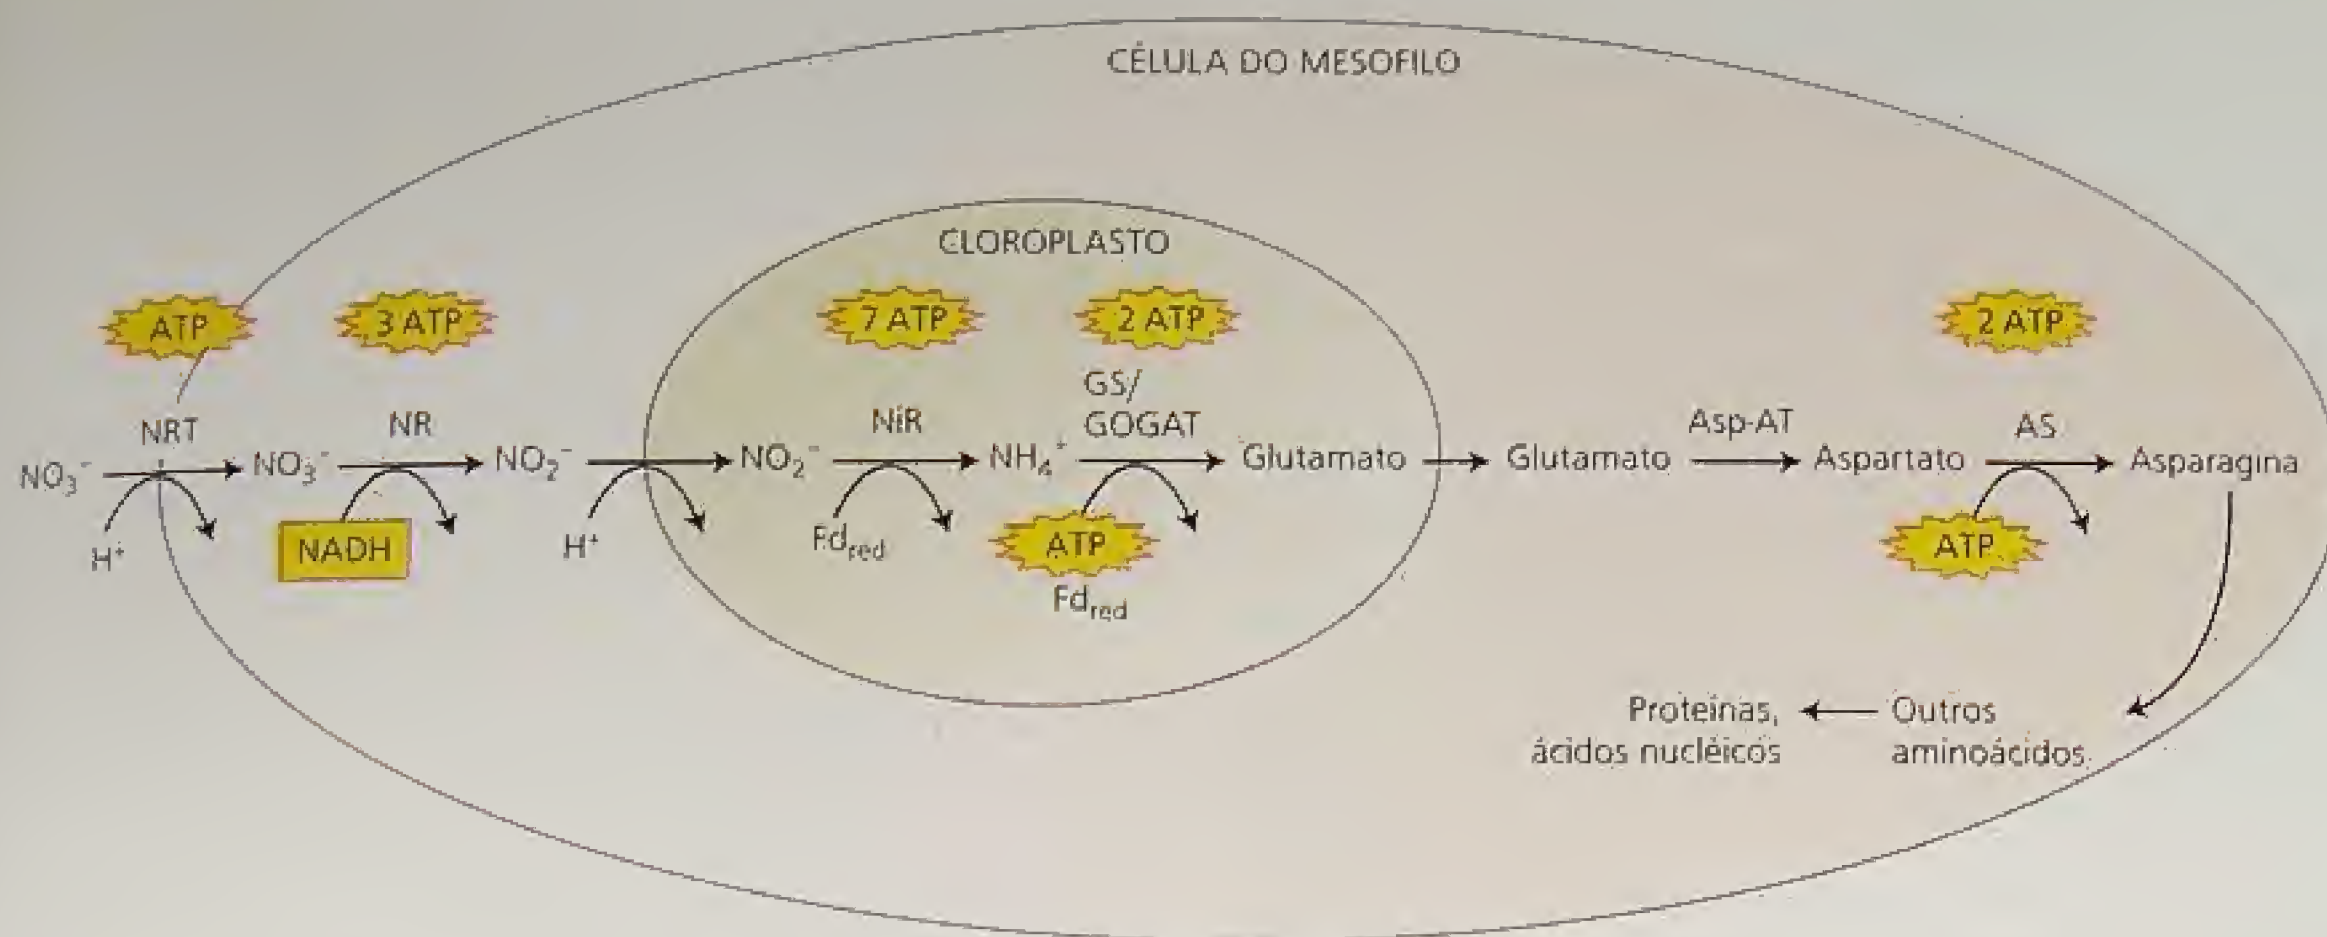 CÉLULA DO MESOFILO
CLOROPLASTO
ATP
3 ATP
7 ATP
2 ATP
2 ATP
NRT
NR
NiR
GS/
GOGAT
Asp-AT
AS
NO₃⁻
NO₃⁻
NO₂⁻
NO₂⁻
NH₄⁺
Glutamato
Glutamato
Aspartato
Asparagina
H⁺
NADH
H⁺
Fd_red
ATP
Fd_red
ATP
Proteínas,
ácidos nucléicos
Outros
aminoácidos